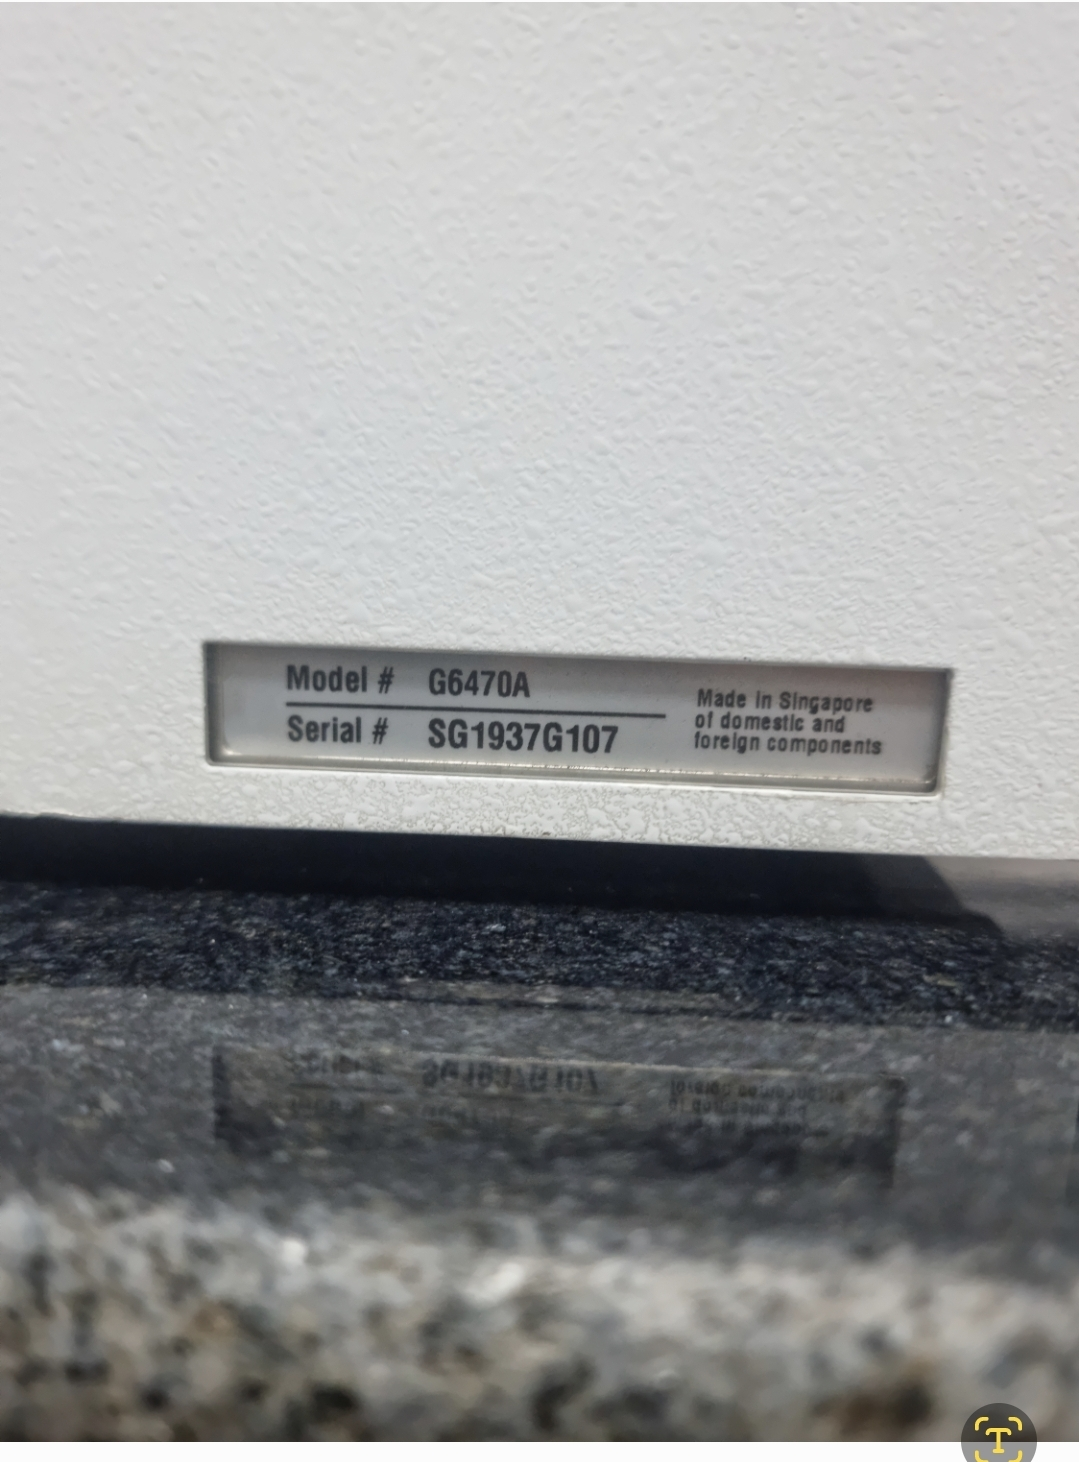 Model # G6470A
Serial # SG1937G107
Made in Singapore
of domestic and
foreign components